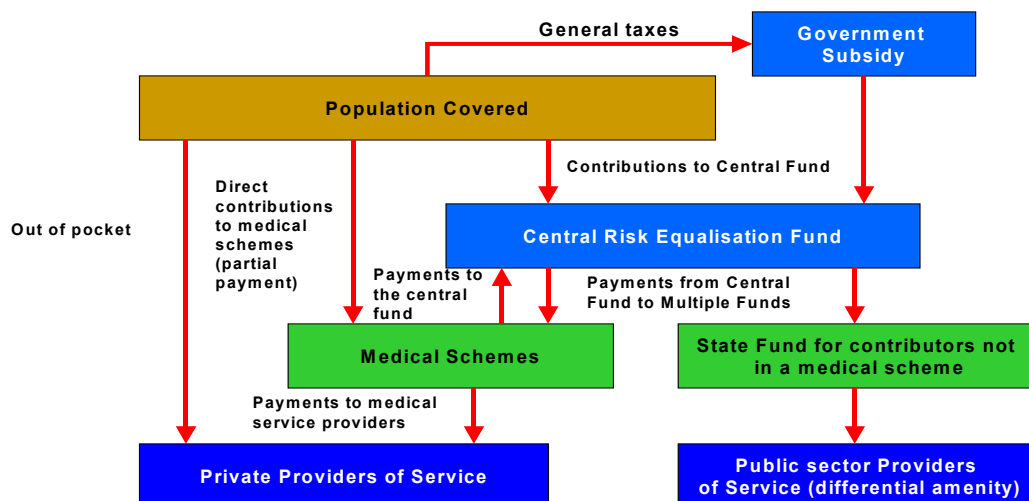 General taxes
Government
Subsidy
Population Covered
Contributions to Central Fund
Direct
contributions
to medical
schemes
(partial
payment)
Out of pocket
Central Risk Equalisation Fund
Payments to
the central
fund
Payments from Central
Fund to Multiple Funds
Medical Schemes
State Fund for contributors not
in a medical scheme
Payments to medical
service providers
Private Providers of Service
Public sector Providers
of Service (differential amenity)